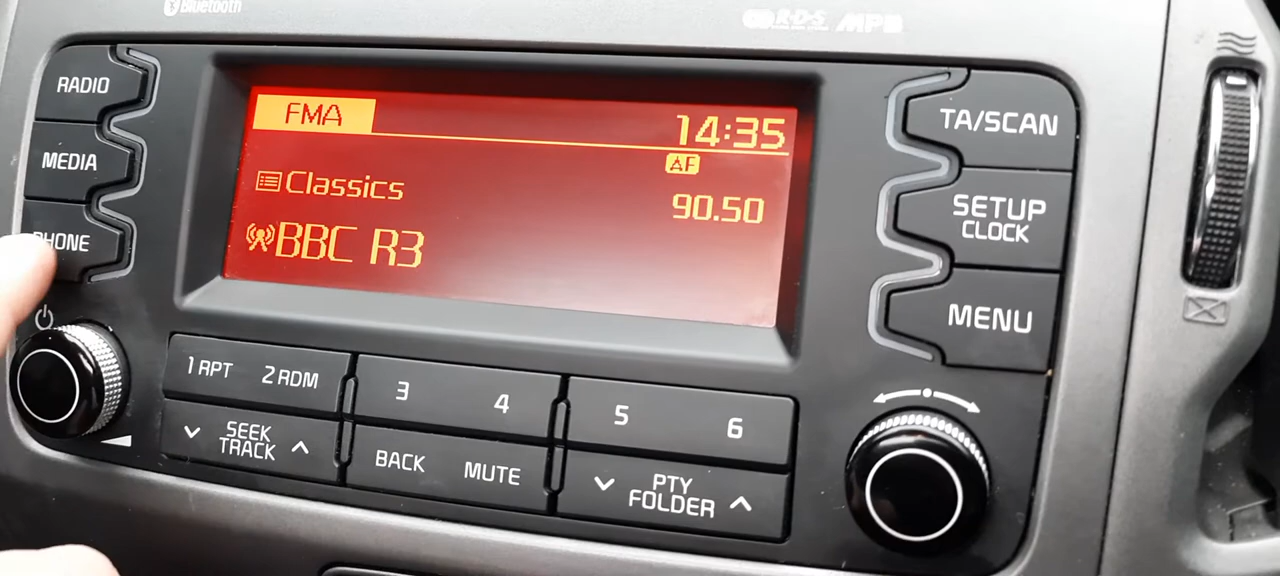 Bluetooth
R·D·S
MP3
RADIO
MEDIA
PHONE
FMA
14:35
AF
Classics
90.50
BBC R3
TA/SCAN
SETUP
CLOCK
MENU
1 RPT 2 RDM
3 4
5 6
SEEK
TRACK
BACK MUTE
PTY
FOLDER